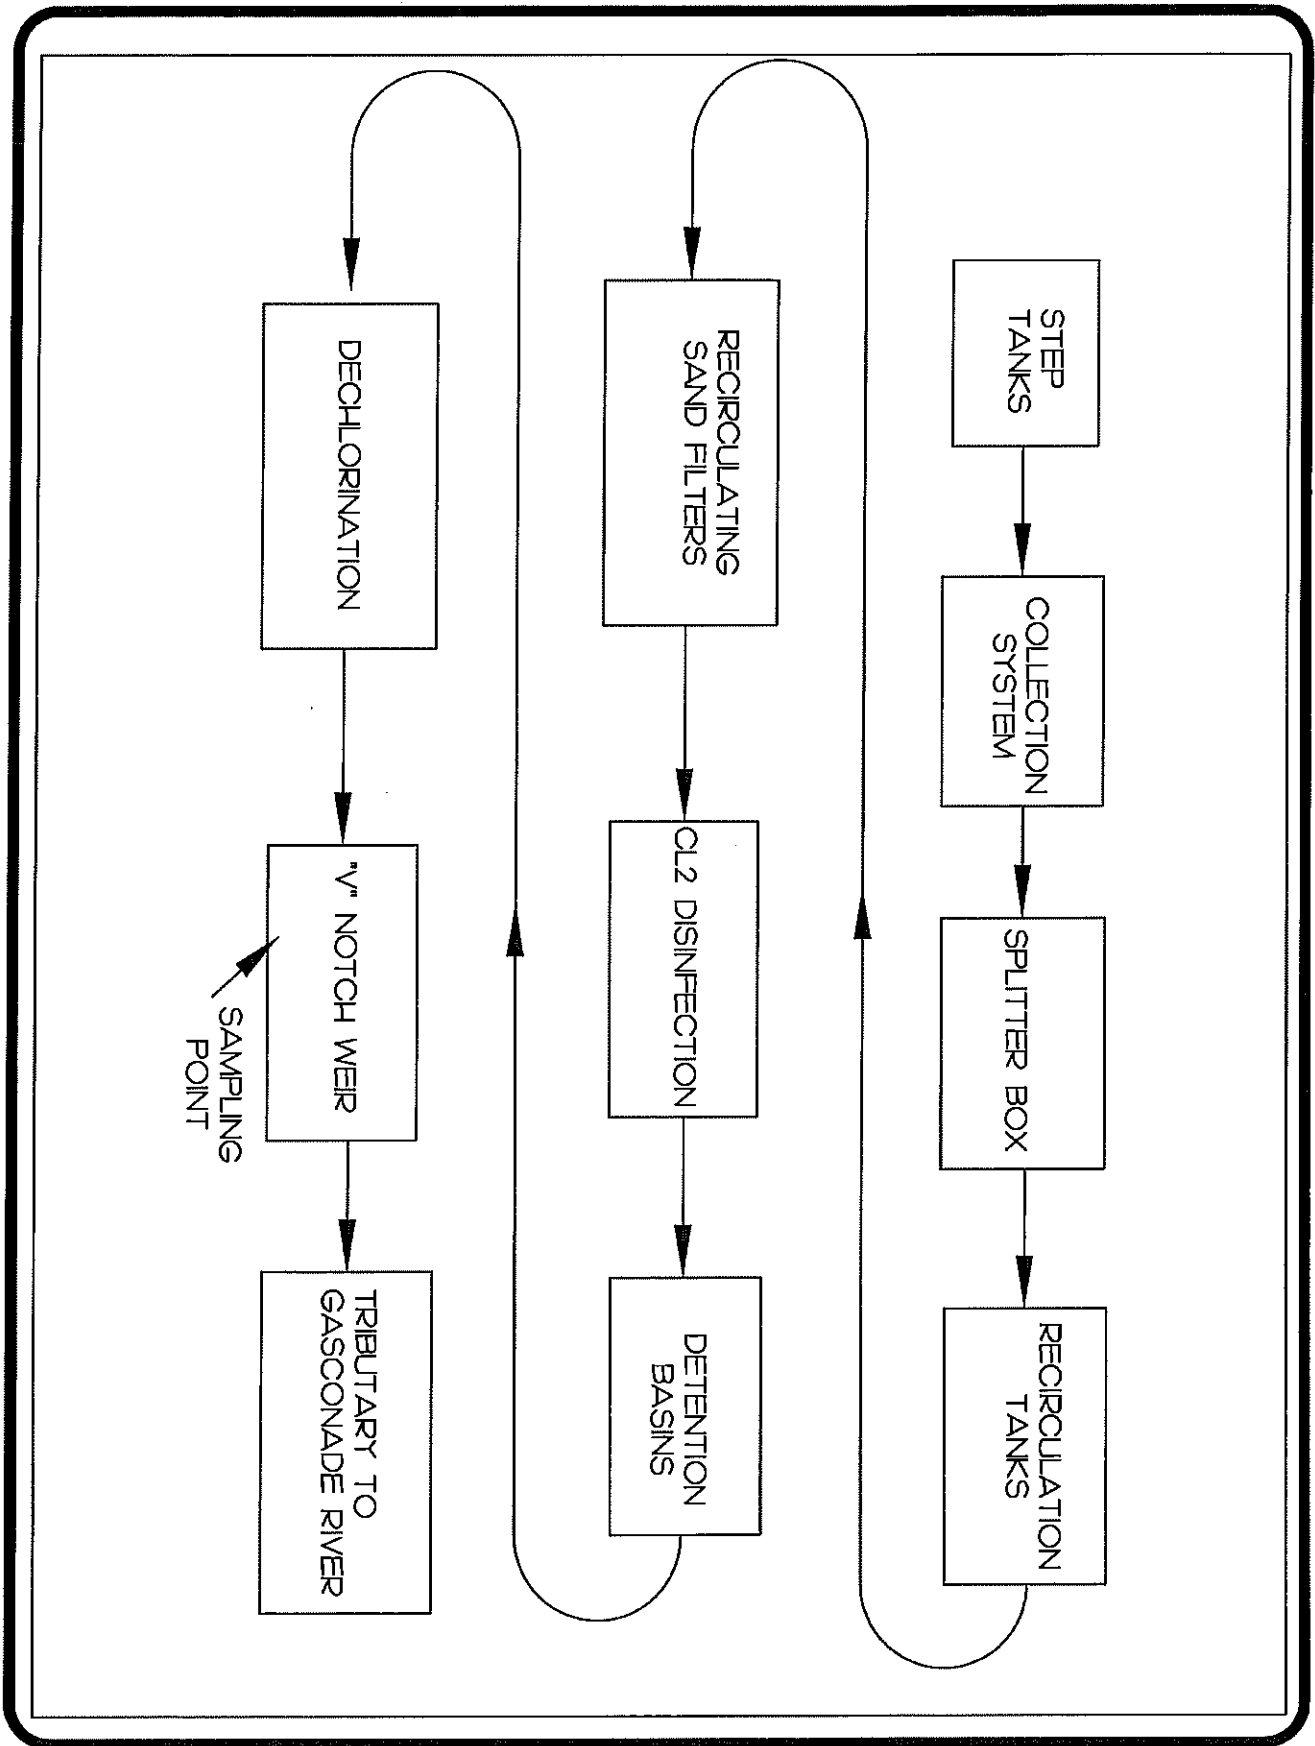 STEP
TANKS
COLLECTION
SYSTEM
SPLITTER BOX
RECIRCULATION
TANKS
RECIRCULATING
SAND FILTERS
CL2 DISINFECTION
DETENTION
BASINS
DECHLORINATION
"V" NOTCH WEIR
SAMPLING
POINT
TRIBUTARY TO
GASCONADE RIVER